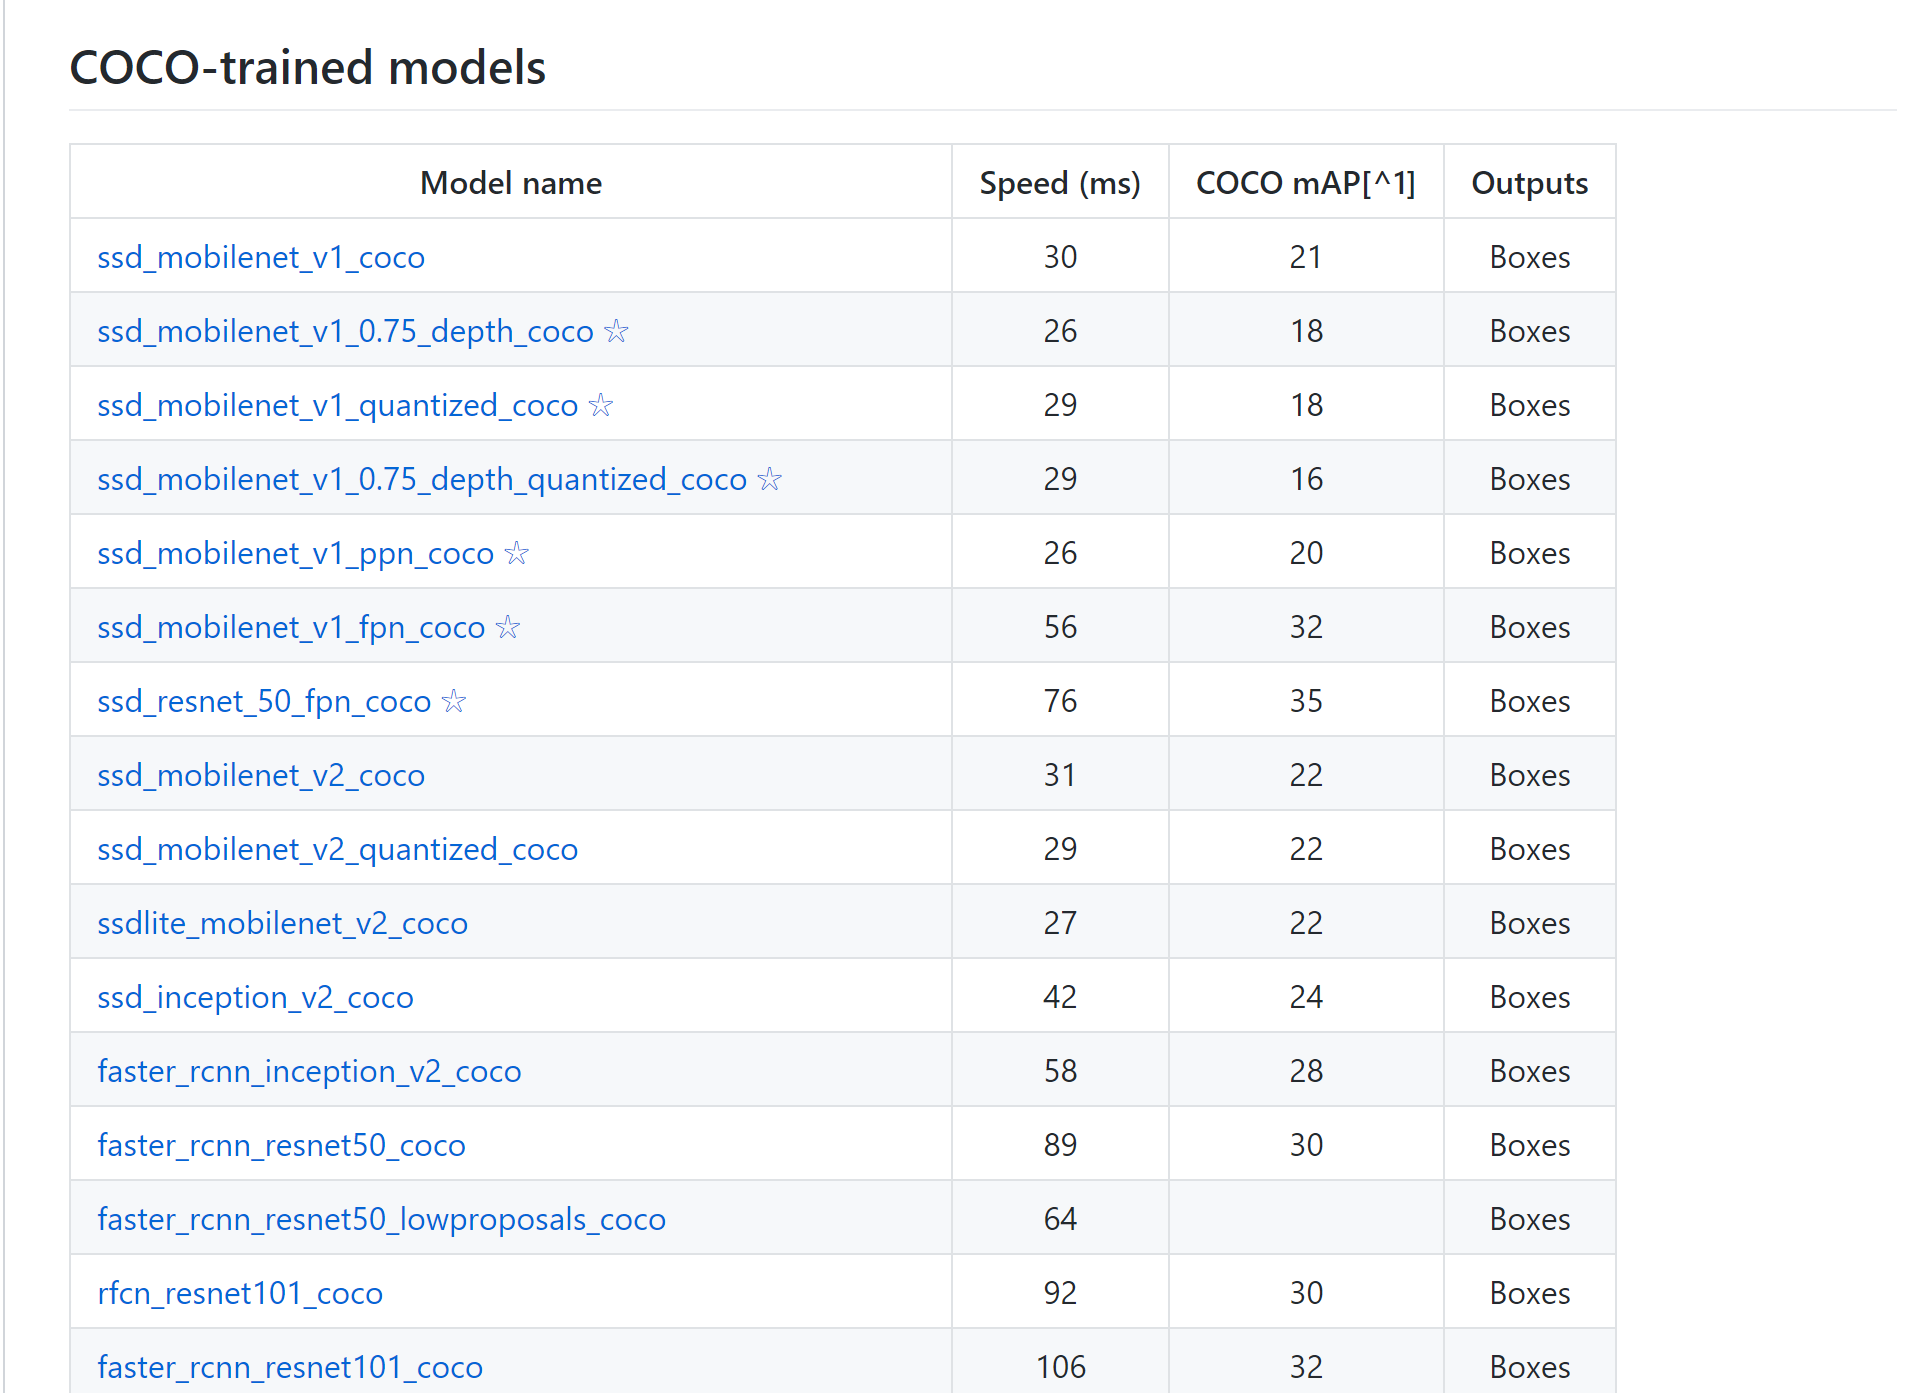 COCO-trained models
Model name Speed (ms) COCO mAP[^1] Outputs
ssd_mobilenet_v1_coco 30 21 Boxes
ssd_mobilenet_v1_0.75_depth_coco ☆ 26 18 Boxes
ssd_mobilenet_v1_quantized_coco ☆ 29 18 Boxes
ssd_mobilenet_v1_0.75_depth_quantized_coco ☆ 29 16 Boxes
ssd_mobilenet_v1_ppn_coco ☆ 26 20 Boxes
ssd_mobilenet_v1_fpn_coco ☆ 56 32 Boxes
ssd_resnet_50_fpn_coco ☆ 76 35 Boxes
ssd_mobilenet_v2_coco 31 22 Boxes
ssd_mobilenet_v2_quantized_coco 29 22 Boxes
ssdlite_mobilenet_v2_coco 27 22 Boxes
ssd_inception_v2_coco 42 24 Boxes
faster_rcnn_inception_v2_coco 58 28 Boxes
faster_rcnn_resnet50_coco 89 30 Boxes
faster_rcnn_resnet50_lowproposals_coco 64 Boxes
rfcn_resnet101_coco 92 30 Boxes
faster_rcnn_resnet101_coco 106 32 Boxes